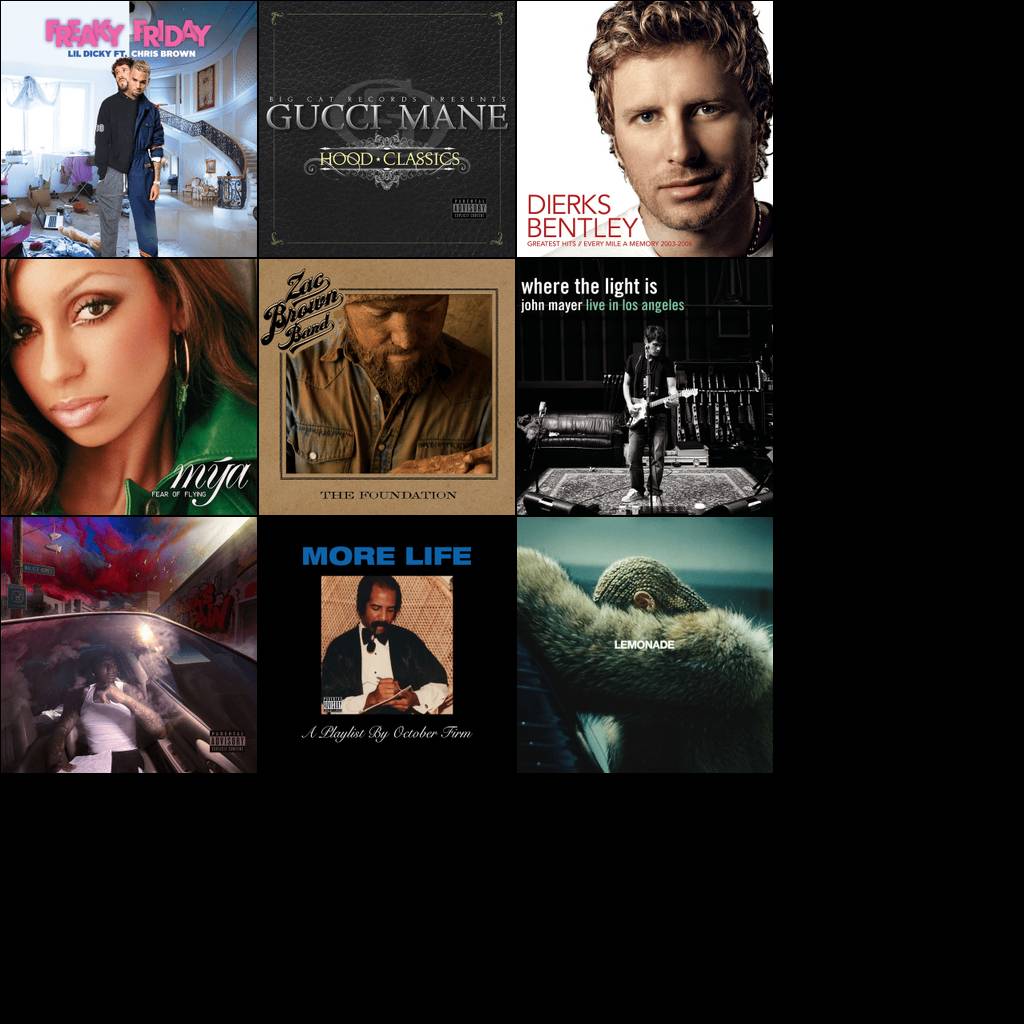 FREAKY FRIDAY
LIL DICKY FT. CHRIS BROWN
BIG CAT RECORDS PRESENTS
GUCCI MANE
HOOD • CLASSICS
PARENTAL
ADVISORY
EXPLICIT CONTENT
DIERKS
BENTLEY
GREATEST HITS // EVERY MILE A MEMORY 2003-2008
mýa
FEAR OF FLYING
Zac
Brown
Band
THE FOUNDATION
where the light is
john mayer live in los angeles
PARENTAL
ADVISORY
EXPLICIT CONTENT
MORE LIFE
PARENTAL
ADVISORY
EXPLICIT CONTENT
A Playlist By October Firm
LEMONADE